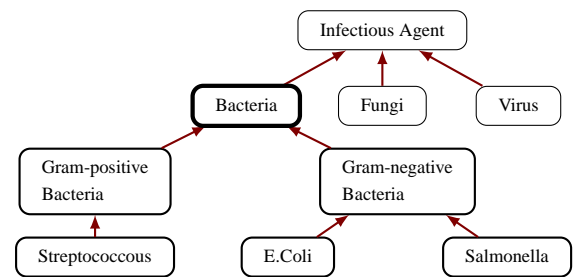 Infectious Agent
Bacteria
Fungi
Virus
Gram-positive
Bacteria
Gram-negative
Bacteria
Streptococcous
E.Coli
Salmonella